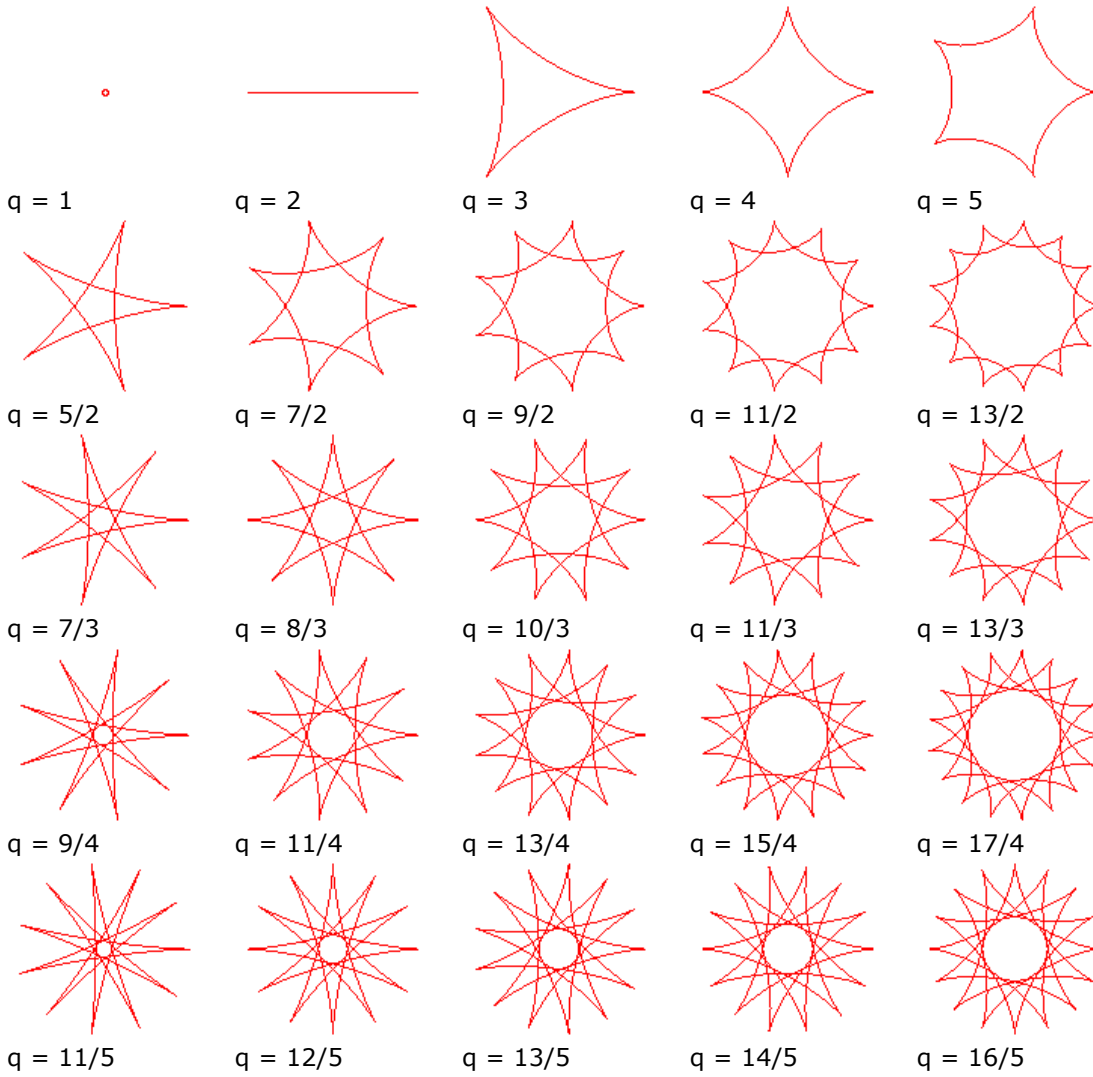 q = 1 q = 2 q = 3 q = 4 q = 5
q = 5/2 q = 7/2 q = 9/2 q = 11/2 q = 13/2
q = 7/3 q = 8/3 q = 10/3 q = 11/3 q = 13/3
q = 9/4 q = 11/4 q = 13/4 q = 15/4 q = 17/4
q = 11/5 q = 12/5 q = 13/5 q = 14/5 q = 16/5